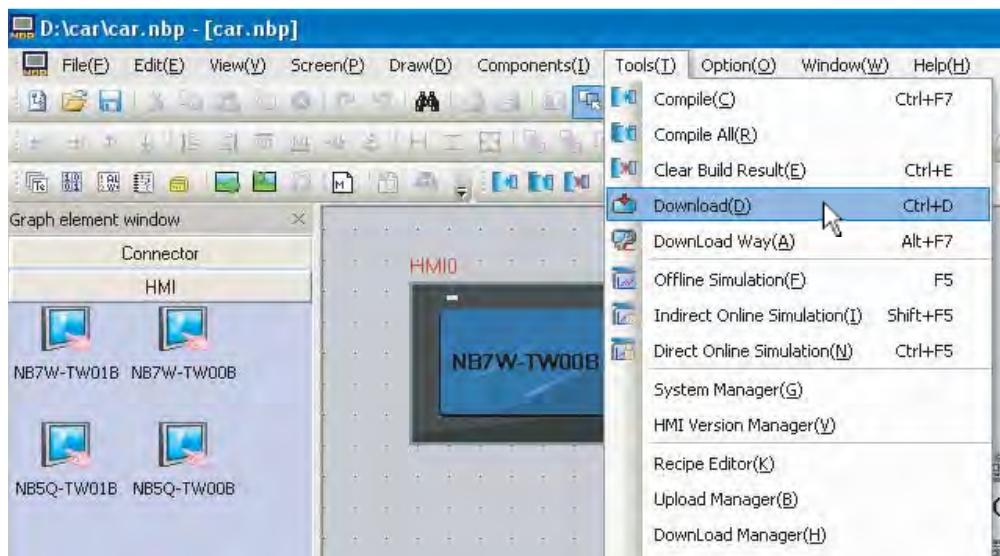 D:\car\car.nbp - [car.nbp]
File(F) Edit(E) View(V) Screen(P) Draw(D) Components(I) Tools(T) Option(O) Window(W) Help(H)
Compile(C) Ctrl+F7
Compile All(R)
Clear Build Result(E) Ctrl+E
Download(D) Ctrl+D
DownLoad Way(A) Alt+F7
Offline Simulation(F) F5
Indirect Online Simulation(I) Shift+F5
Direct Online Simulation(N) Ctrl+F5
System Manager(G)
HMI Version Manager(V)
Recipe Editor(K)
Upload Manager(B)
DownLoad Manager(H)
Graph element window
Connector
HMI
NB7W-TW01B NB7W-TW00B
NB5Q-TW01B NB5Q-TW00B
HMI0
NB7W-TW00B